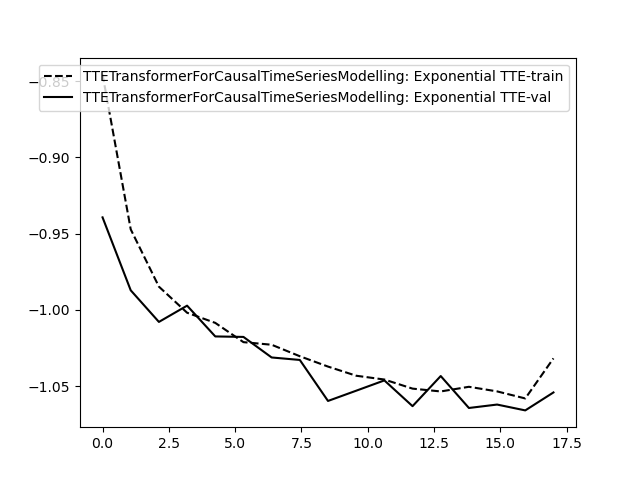 TTETransformerForCausalTimeSeriesModelling: Exponential TTE-train
TTETransformerForCausalTimeSeriesModelling: Exponential TTE-val
−0.85
−0.90
−0.95
−1.00
−1.05
0.0 2.5 5.0 7.5 10.0 12.5 15.0 17.5